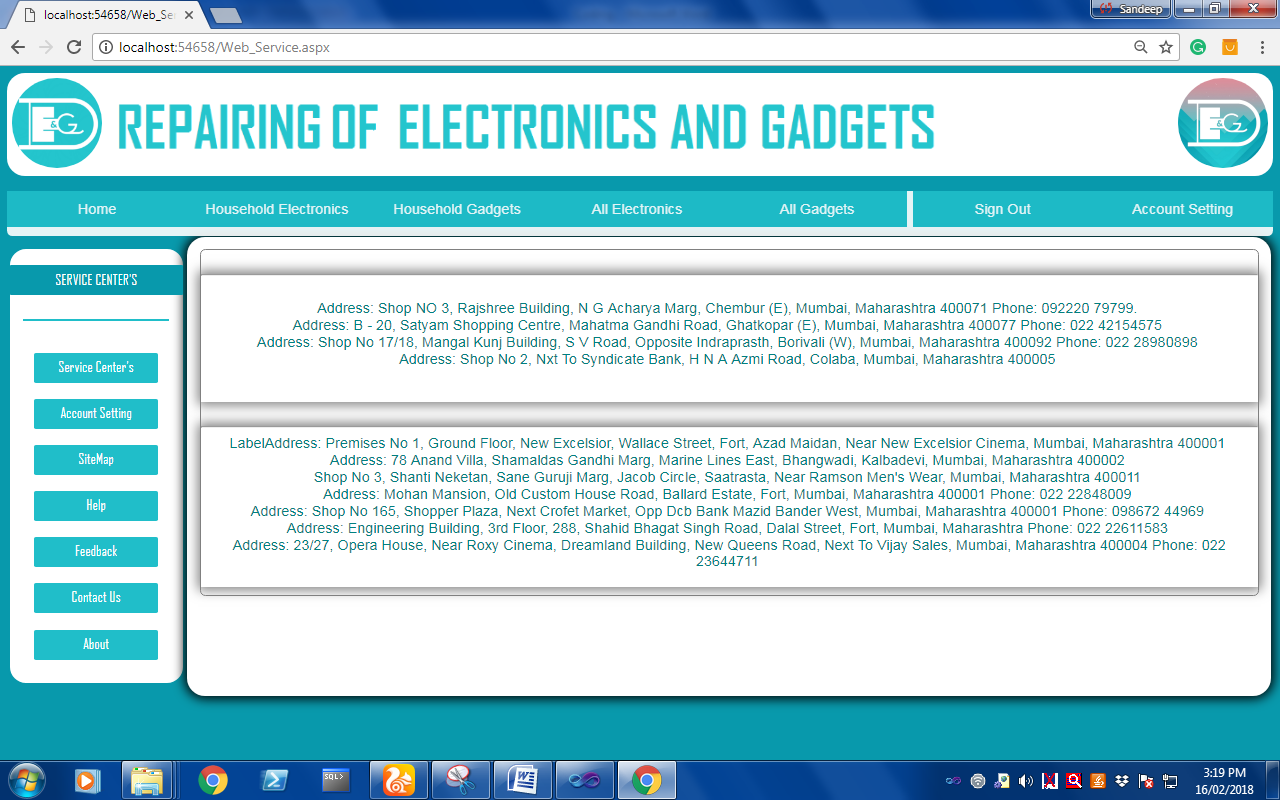 localhost:54658/Web_Se
Sandeep
localhost:54658/Web_Service.aspx
E&G
REPAIRING OF ELECTRONICS AND GADGETS
E&G
Home
Household Electronics
Household Gadgets
All Electronics
All Gadgets
Sign Out
Account Setting
SERVICE CENTER'S
Service Center's
Account Setting
SiteMap
Help
Feedback
Contact Us
About
Address: Shop NO 3, Rajshree Building, N G Acharya Marg, Chembur (E), Mumbai, Maharashtra 400071 Phone: 092220 79799.
Address: B - 20, Satyam Shopping Centre, Mahatma Gandhi Road, Ghatkopar (E), Mumbai, Maharashtra 400077 Phone: 022 42154575
Address: Shop No 17/18, Mangal Kunj Building, S V Road, Opposite Indraprasth, Borivali (W), Mumbai, Maharashtra 400092 Phone: 022 28980898
Address: Shop No 2, Nxt To Syndicate Bank, H N A Azmi Road, Colaba, Mumbai, Maharashtra 400005
LabelAddress: Premises No 1, Ground Floor, New Excelsior, Wallace Street, Fort, Azad Maidan, Near New Excelsior Cinema, Mumbai, Maharashtra 400001
Address: 78 Anand Villa, Shamaldas Gandhi Marg, Marine Lines East, Bhangwadi, Kalbadevi, Mumbai, Maharashtra 400002
Shop No 3, Shanti Neketan, Sane Guruji Marg, Jacob Circle, Saatrasta, Near Ramson Men's Wear, Mumbai, Maharashtra 400011
Address: Mohan Mansion, Old Custom House Road, Ballard Estate, Fort, Mumbai, Maharashtra 400001 Phone: 022 22848009
Address: Shop No 165, Shopper Plaza, Next Crofet Market, Opp Dcb Bank Mazid Bander West, Mumbai, Maharashtra 400001 Phone: 098672 44969
Address: Engineering Building, 3rd Floor, 288, Shahid Bhagat Singh Road, Dalal Street, Fort, Mumbai, Maharashtra Phone: 022 22611583
Address: 23/27, Opera House, Near Roxy Cinema, Dreamland Building, New Queens Road, Next To Vijay Sales, Mumbai, Maharashtra 400004 Phone: 022
23644711
SQL>
3:19 PM
16/02/2018